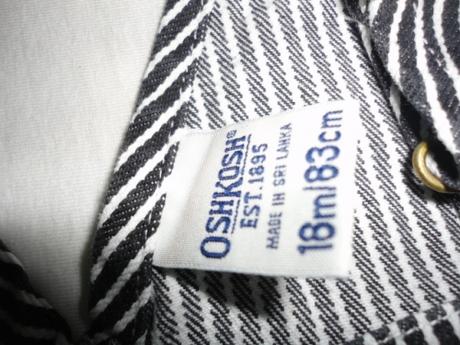 OSHKOSH®
EST. 1895
MADE IN SRI LANKA
18m/83cm